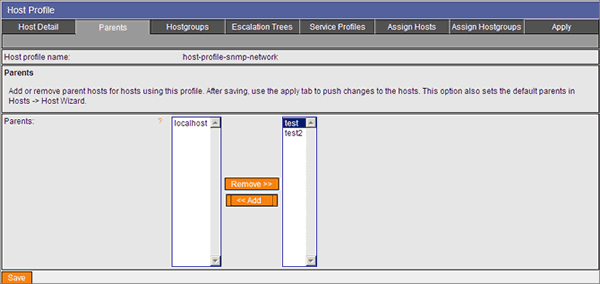 Host Profile
Host Detail Parents Hostgroups Escalation Trees Service Profiles Assign Hosts Assign Hostgroups Apply
Host profile name: host-profile-snmp-network
Parents
Add or remove parent hosts for hosts using this profile. After saving, use the apply tab to push changes to the hosts. This option also sets the default parents in
Hosts -> Host Wizard.
Parents: ? localhost test
test2
Remove >>
<< Add
Save